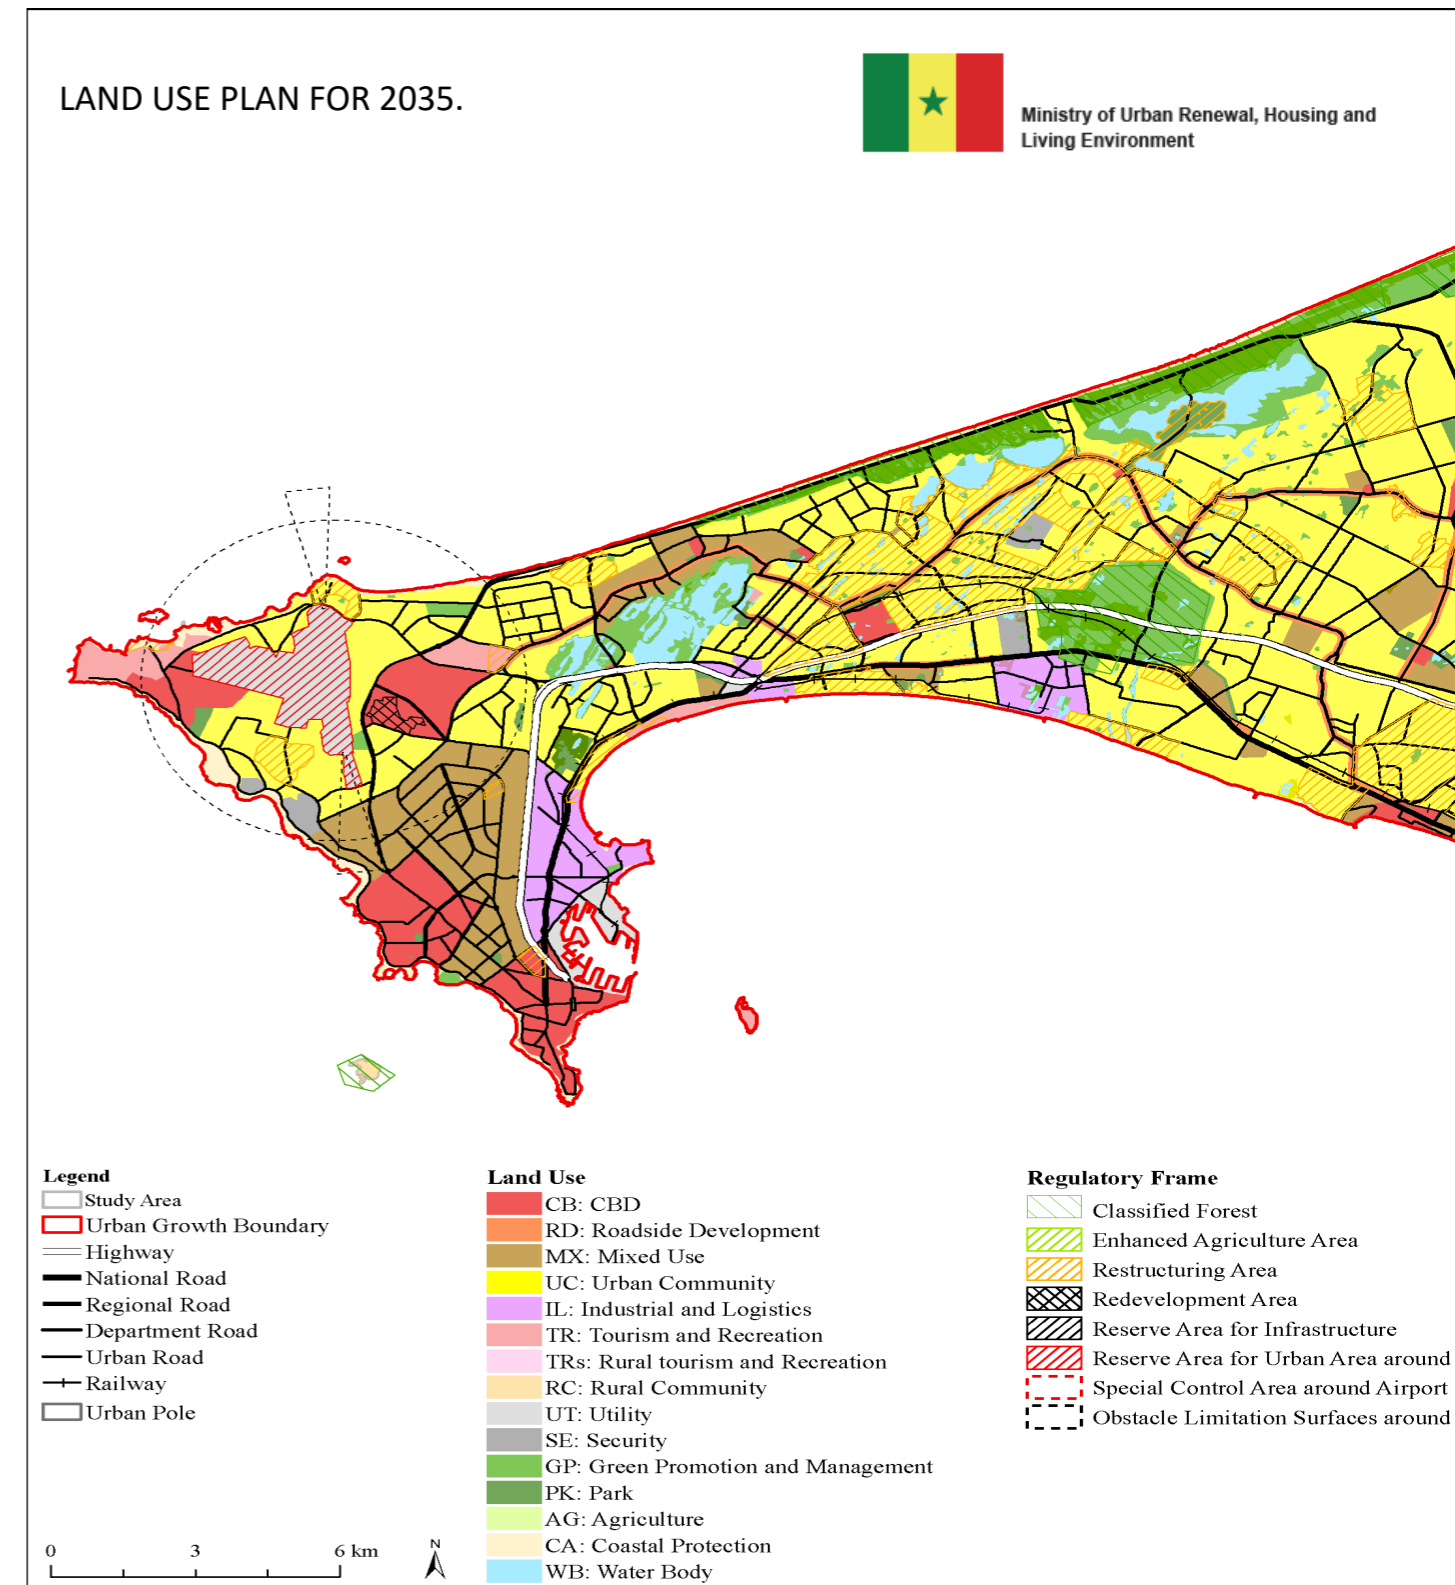 LAND USE PLAN FOR 2035.
Ministry of Urban Renewal, Housing and
Living Environment
Legend
Study Area
Urban Growth Boundary
Highway
National Road
Regional Road
Department Road
Urban Road
Railway
Urban Pole
0 3 6 km
N
Land Use
CB: CBD
RD: Roadside Development
MX: Mixed Use
UC: Urban Community
IL: Industrial and Logistics
TR: Tourism and Recreation
TRs: Rural tourism and Recreation
RC: Rural Community
UT: Utility
SE: Security
GP: Green Promotion and Management
PK: Park
AG: Agriculture
CA: Coastal Protection
WB: Water Body
Regulatory Frame
Classified Forest
Enhanced Agriculture Area
Restructuring Area
Redevelopment Area
Reserve Area for Infrastructure
Reserve Area for Urban Area around
Special Control Area around Airport
Obstacle Limitation Surfaces around